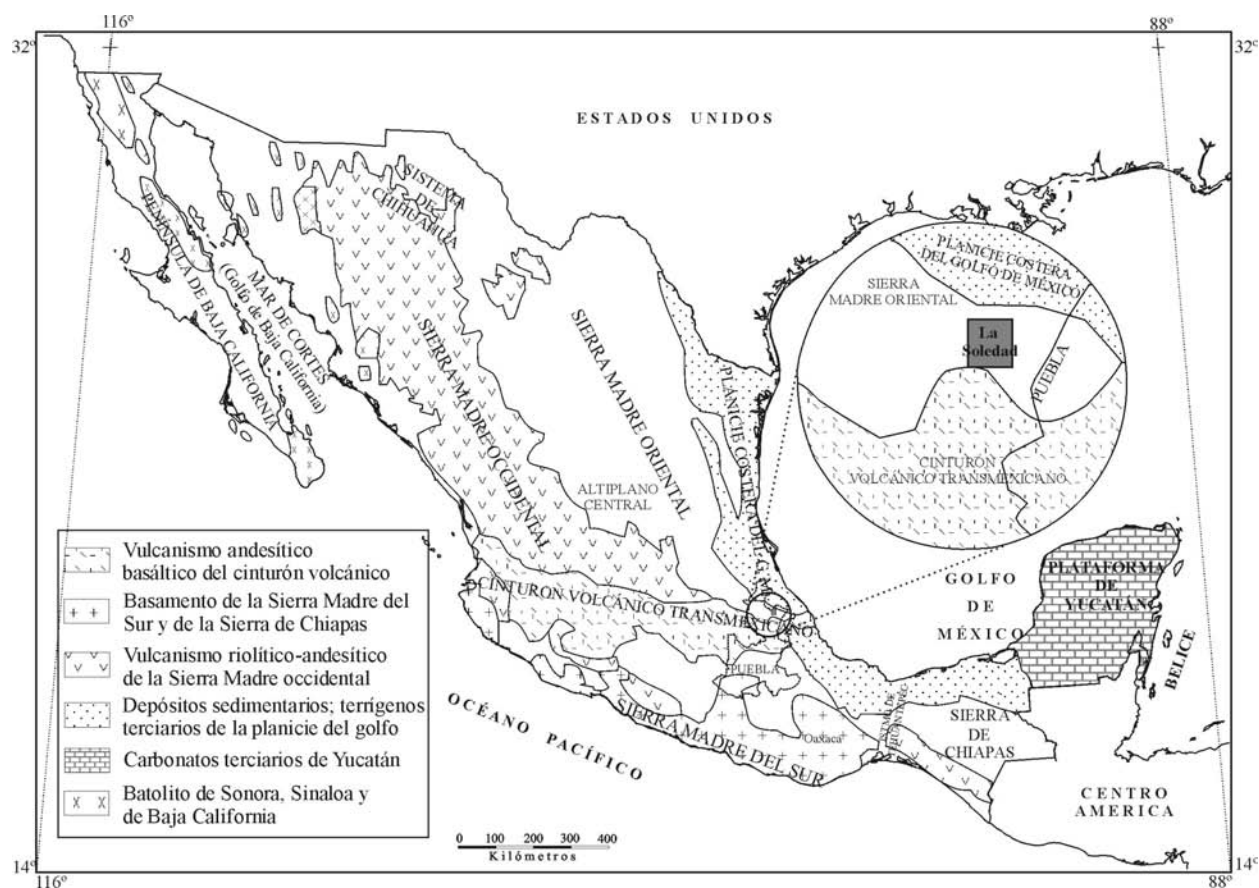 116º
88º
32º
32º
ESTADOS UNIDOS
SISTEMA
DE
CHIHUAHUA
PENÍNSULA DE BAJA CALIFORNIA
MAR DE CORTES
(Golfo de Baja California)
SIERRA MADRE OCCIDENTAL
SIERRA MADRE ORIENTAL
ALTIPLANO
CENTRAL
PLANICIE COSTERA DEL
PLANICIE COSTERA
DEL GOLFO DE MÉXICO
SIERRA
MADRE ORIENTAL
La
Soledad
PUEBLA
CINTURÓN
VOLCÁNICO TRANSMEXICANO
CINTURON VOLCÁNICO TRANSMEXICANO
GOLFO
DE
MÉXICO
PLATAFORMA
DE
YUCATÁN
BELICE
PUEBLA
OCÉANO PACÍFICO
SIERRA MADRE DEL SUR
Oaxaca
SIERRA
DE
CHIAPAS
CENTRO
AMERICA
Vulcanismo andesítico
basáltico del cinturón volcánico
Basamento de la Sierra Madre del
Sur y de la Sierra de Chiapas
Vulcanismo riolítico-andesítico
de la Sierra Madre occidental
Depósitos sedimentarios; terrígenos
terciarios de la planicie del golfo
Carbonatos terciarios de Yucatán
Batolito de Sonora, Sinaloa y
de Baja California
0 100 200 300 400
Kilómetros
14º
14º
116º
88º